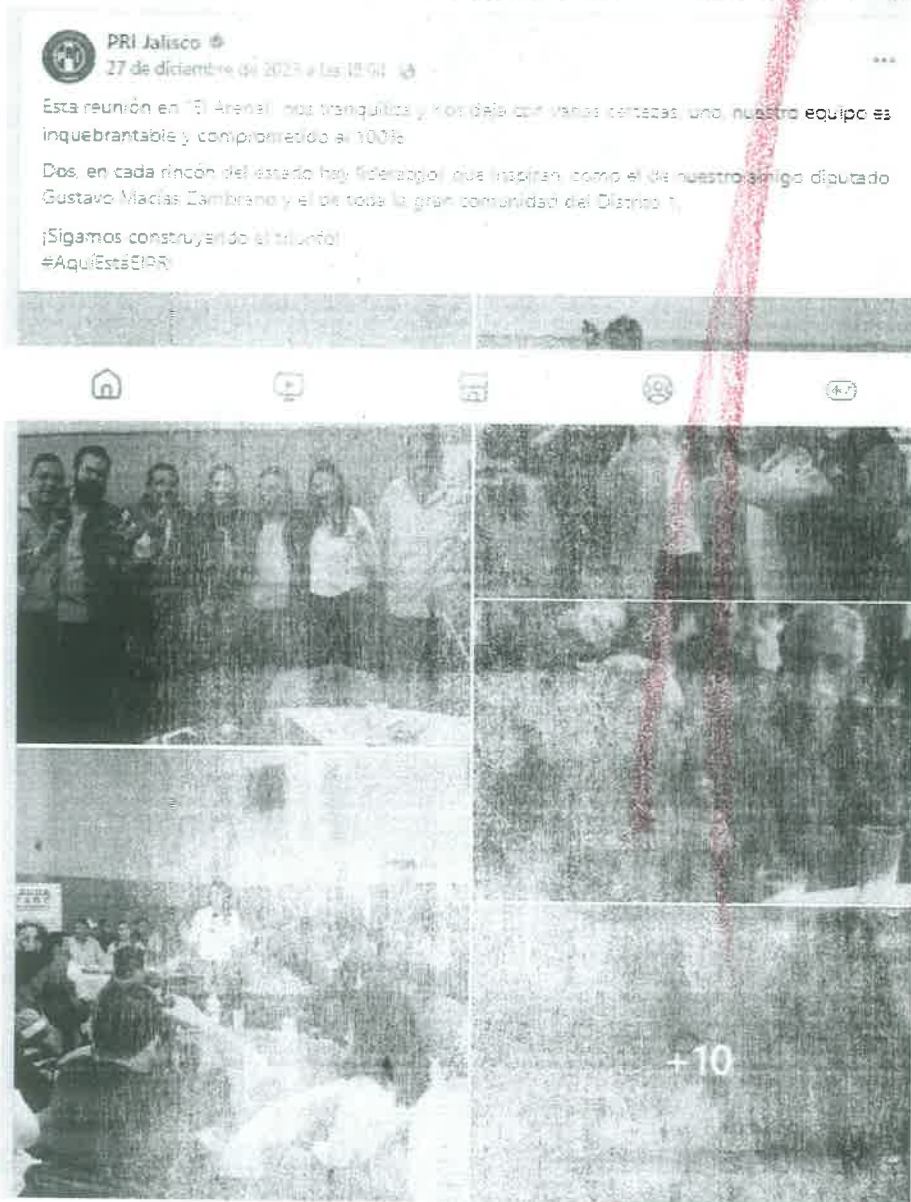 PRI Jalisco
27 de diciembre de 2023 a las
Esta reunión en "El Arenal" nos tranquiliza y nos deja con varias certezas, uno, nuestro equipo es
inquebrantable y comprometido al 100%
Dos, en cada rincón del estado hay liderazgos que inspiran, como el de nuestro amigo diputado
Gustavo Macías Zambrano y el de toda la gran comunidad del Distrito 1.
¡Sigamos construyendo el triunfo!
#AquíEstáElPRI
+10